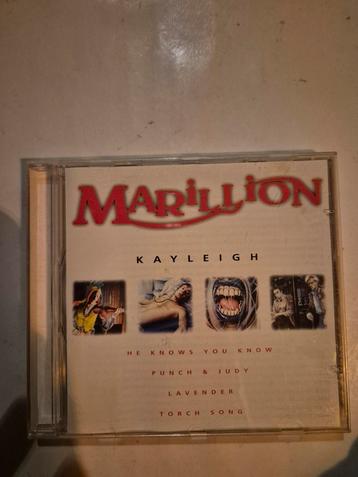 MARiLLiON
KAYLEIGH
HE KNOWS YOU KNOW
PUNCH & JUDY
LAVENDER
TORCH SONG